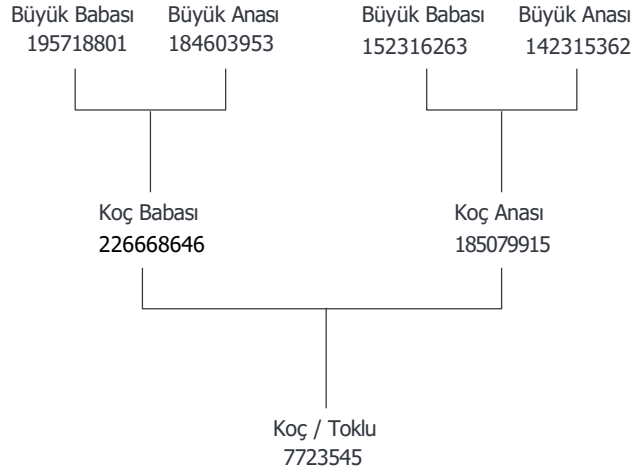 Büyük Babası Büyük Anası Büyük Babası Büyük Anası
195718801 184603953 152316263 142315362
Koç Babası Koç Anası
226668646 185079915
Koç / Toklu
7723545